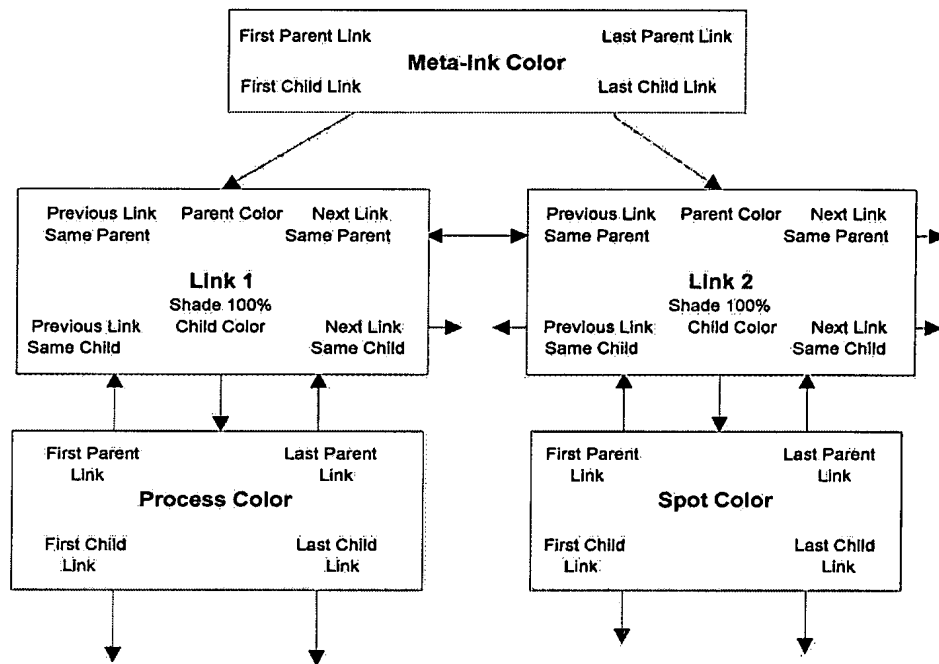 First Parent Link Last Parent Link
Meta-Ink Color
First Child Link Last Child Link
Previous Link Parent Color Next Link
Same Parent Same Parent
Link 1
Shade 100%
Previous Link Child Color Next Link
Same Child Same Child
Previous Link Parent Color Next Link
Same Parent Same Parent
Link 2
Shade 100%
Previous Link Child Color Next Link
Same Child Same Child
First Parent Last Parent
Link Link
Process Color
First Child Last Child
Link Link
First Parent Last Parent
Link Link
Spot Color
First Child Last Child
Link Link